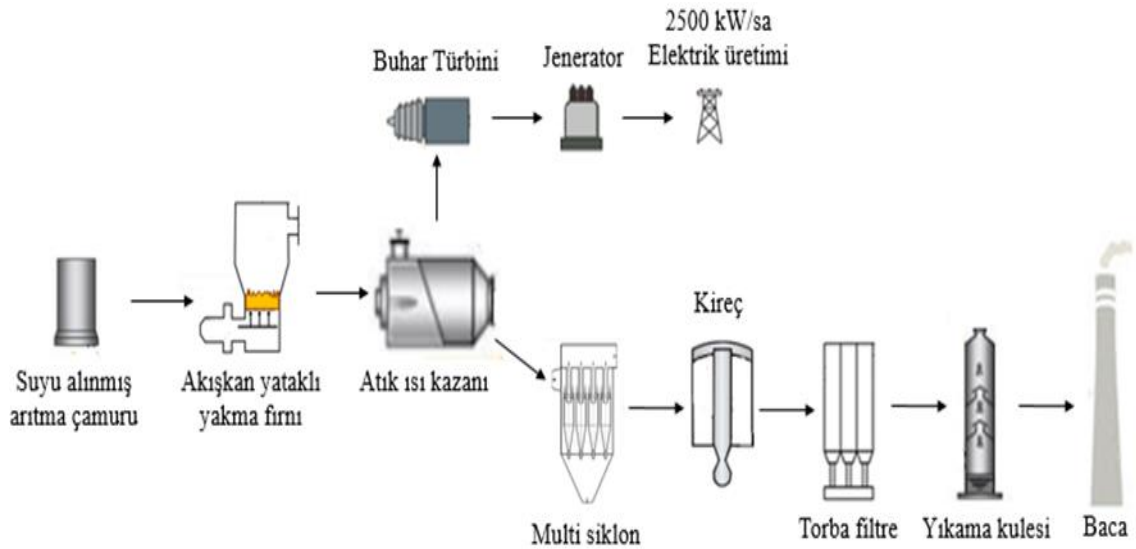 2500 kW/sa
Buhar Türbini
Jenerator
Elektrik üretimi
Kireç
Suyu alınmış
arıtma çamuru
Akışkan yataklı
yakma fırnı
Atık ısı kazanı
Multi siklon
Torba filtre
Yıkama kulesi
Baca